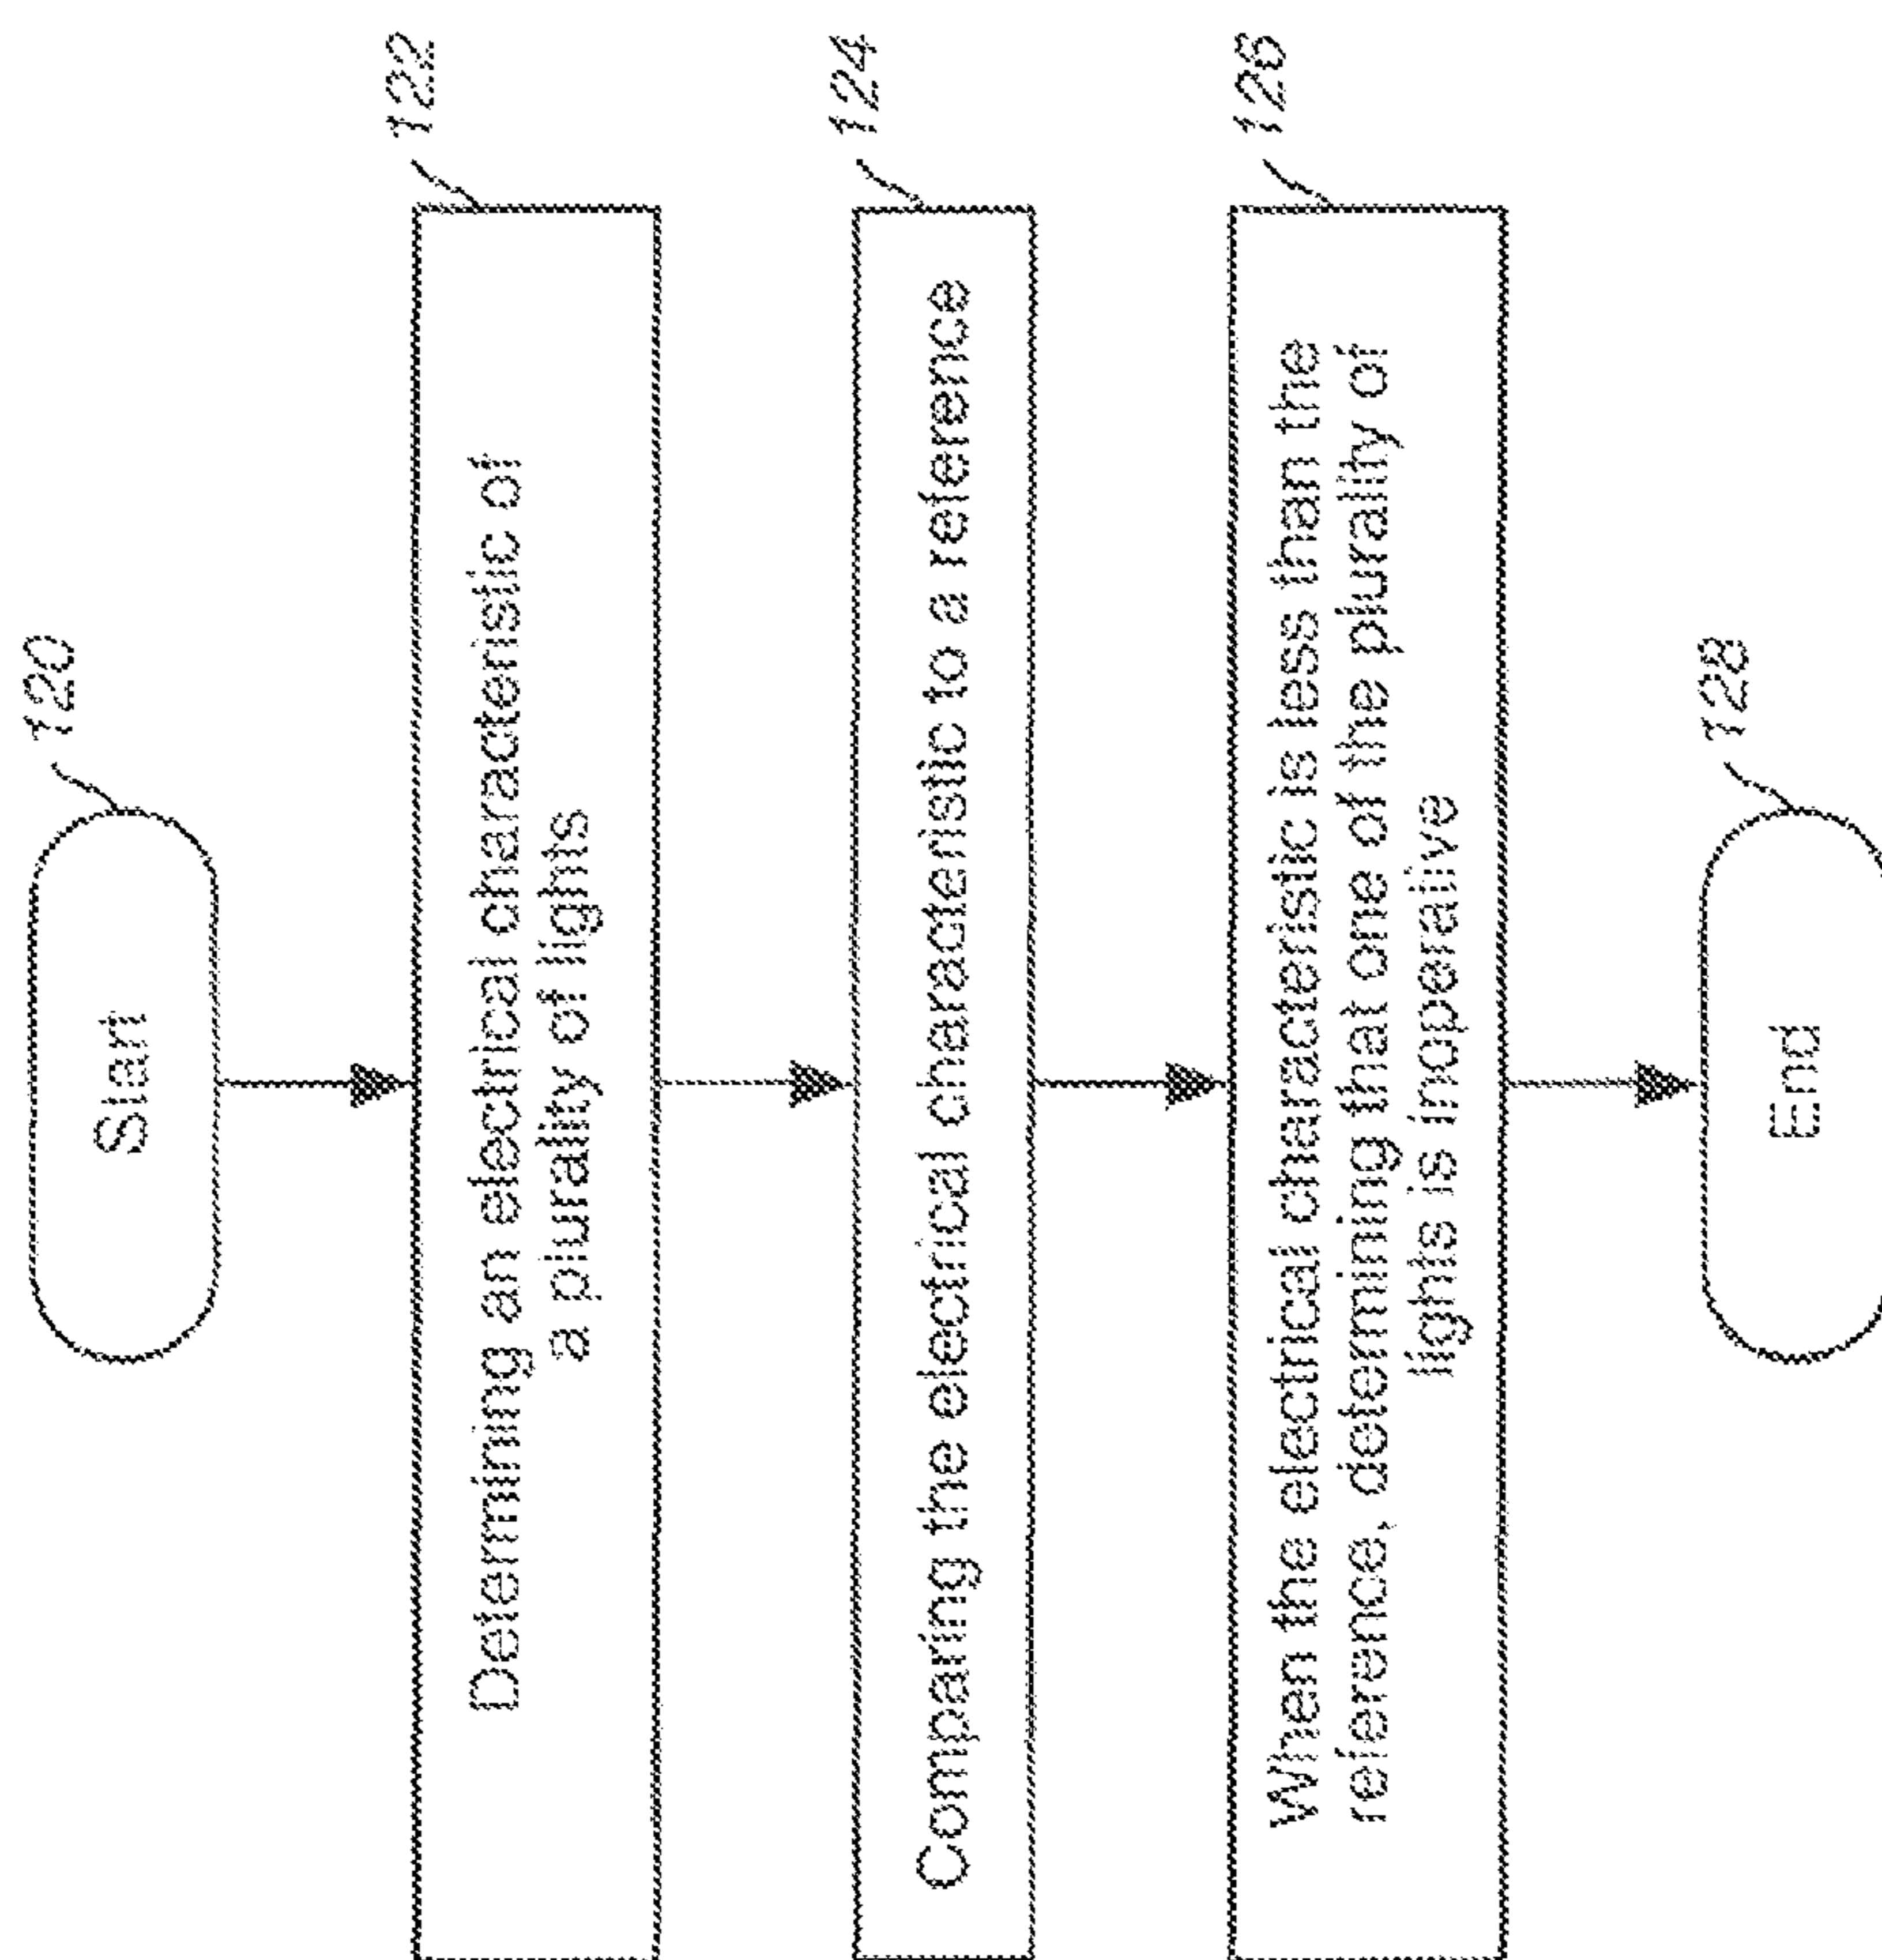 120
Start
122
Determining an electrical characteristic of
a plurality of lights
124
Comparing the electrical characteristic to a reference
126
When the electrical characteristic is less than the
reference, determining that one of the plurality of
lights is inoperative
128
End